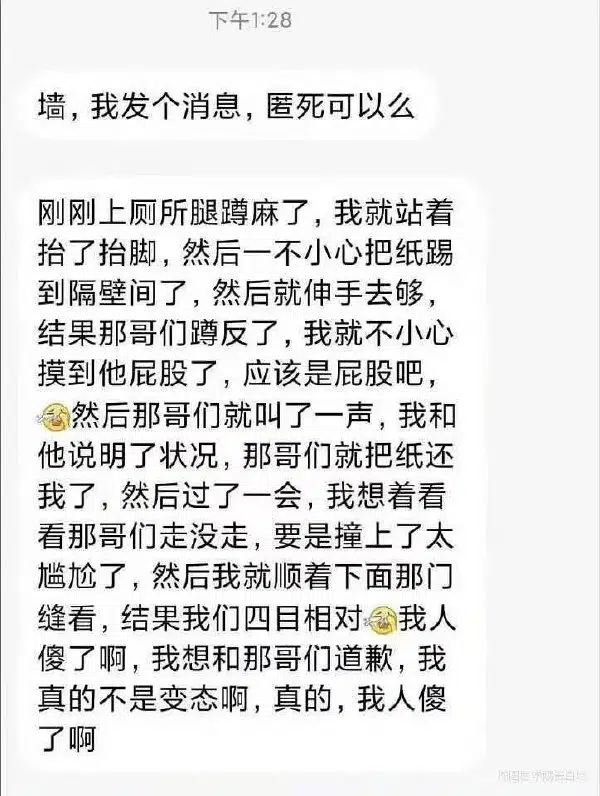 下午1:28
墙，我发个消息，匿死可以么
刚刚上厕所腿蹲麻了，我就站着
抬了抬脚，然后一不小心把纸踢
到隔壁间了，然后就伸手去够，
结果那哥们蹲反了，我就不小心
摸到他屁股了，应该是屁股吧，
然后那哥们就叫了一声，我和
他说明了状况，那哥们就把纸还
我了，然后过了一会，我想着看
看那哥们走没走，要是撞上了太
尴尬了，然后我就顺着下面那门
缝看，结果我们四目相对我人
傻了啊，我想和那哥们道歉，我
真的不是变态啊，真的，我人傻
了啊